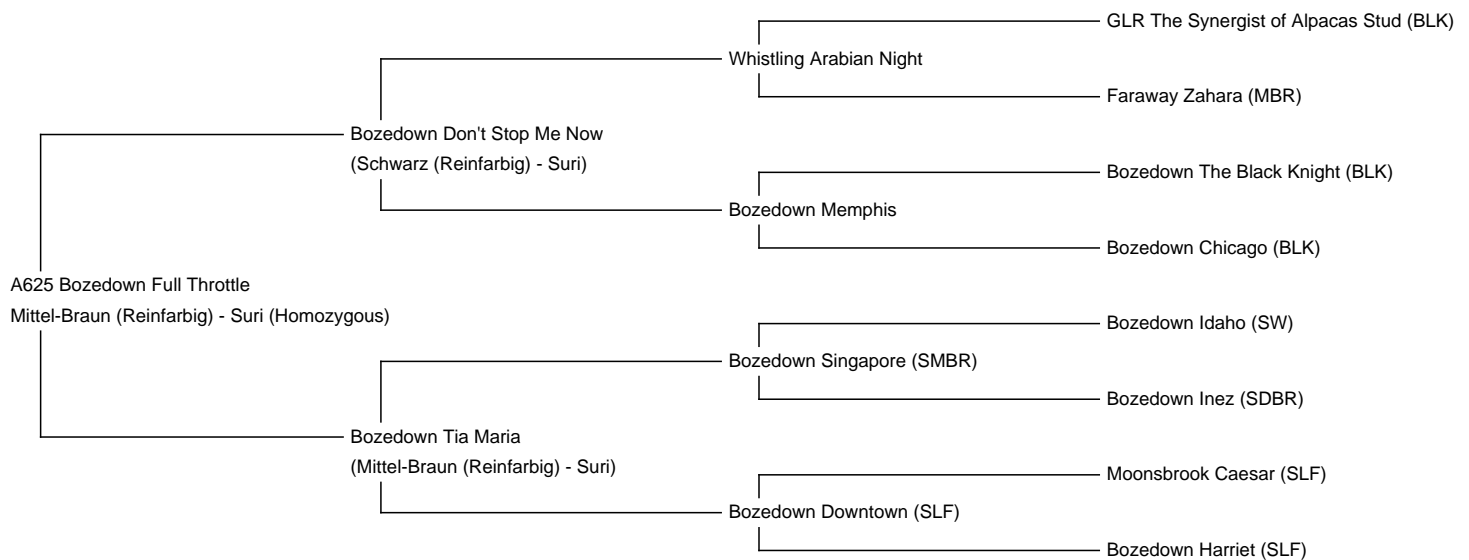 GLR The Synergist of Alpacas Stud (BLK)
Whistling Arabian Night
Faraway Zahara (MBR)
Bozedown Don't Stop Me Now
(Schwarz (Reinfarbig) - Suri)
Bozedown The Black Knight (BLK)
Bozedown Memphis
Bozedown Chicago (BLK)
A625 Bozedown Full Throttle
Mittel-Braun (Reinfarbig) - Suri (Homozygous)
Bozedown Idaho (SW)
Bozedown Singapore (SMBR)
Bozedown Inez (SDBR)
Bozedown Tia Maria
(Mittel-Braun (Reinfarbig) - Suri)
Moonsbrook Caesar (SLF)
Bozedown Downtown (SLF)
Bozedown Harriet (SLF)